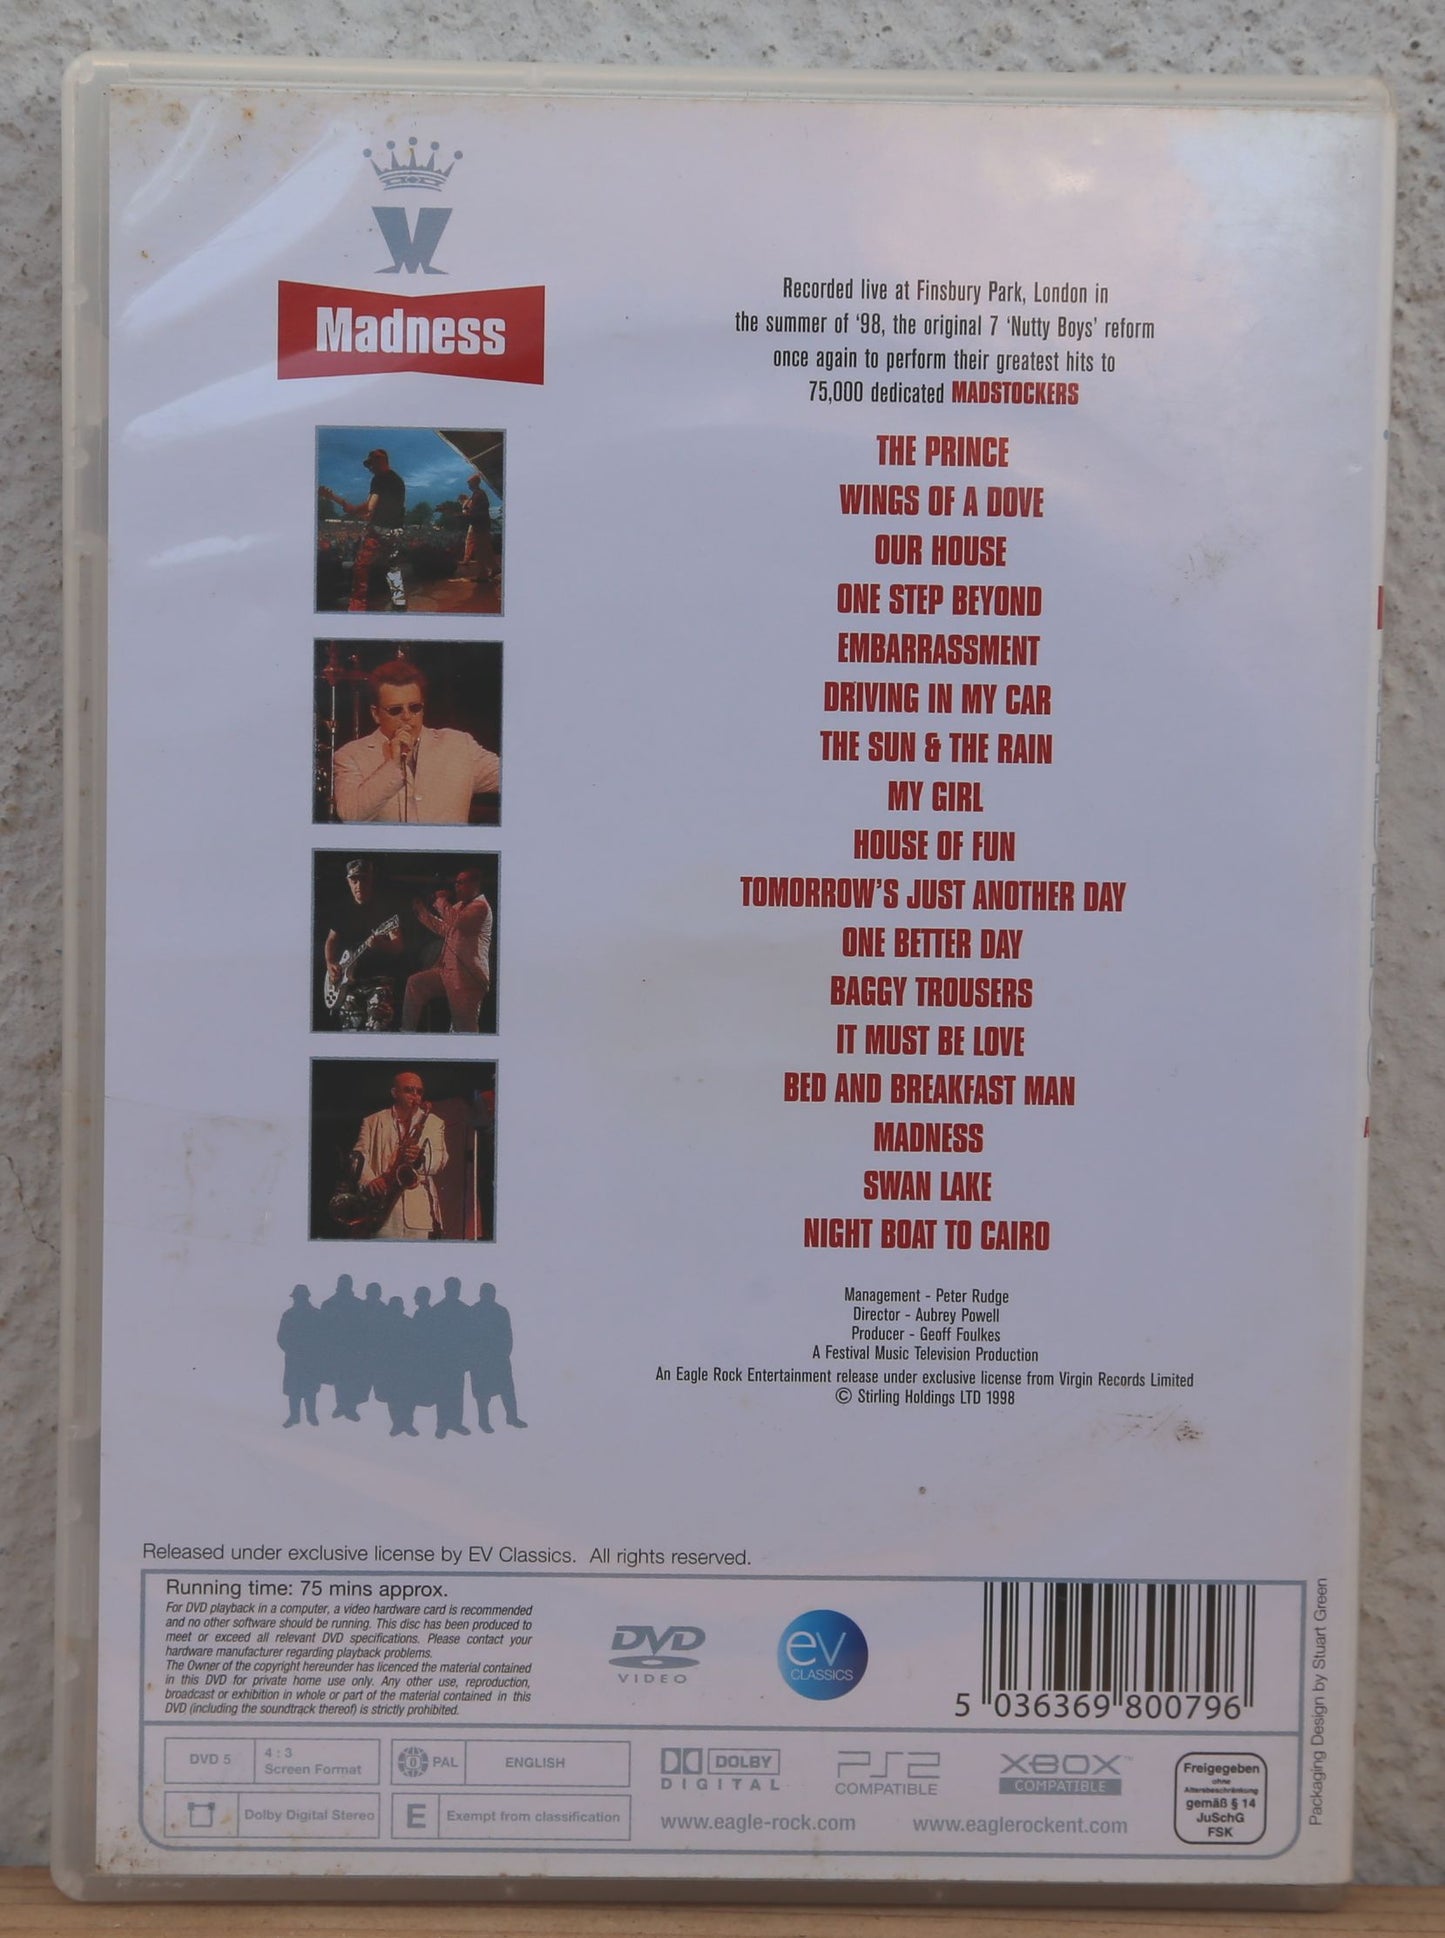 M
Madness
Recorded live at Finsbury Park, London in
the summer of '98, the original 7 'Nutty Boys' reform
once again to perform their greatest hits to
75,000 dedicated MADSTOCKERS
THE PRINCE
WINGS OF A DOVE
OUR HOUSE
ONE STEP BEYOND
EMBARRASSMENT
DRIVING IN MY CAR
THE SUN & THE RAIN
MY GIRL
HOUSE OF FUN
TOMORROW'S JUST ANOTHER DAY
ONE BETTER DAY
BAGGY TROUSERS
IT MUST BE LOVE
BED AND BREAKFAST MAN
MADNESS
SWAN LAKE
NIGHT BOAT TO CAIRO
Management - Peter Rudge
Director - Aubrey Powell
Producer - Geoff Foulkes
A Festival Music Television Production
An Eagle Rock Entertainment release under exclusive license from Virgin Records Limited
© Stirling Holdings LTD 1998
Released under exclusive license by EV Classics. All rights reserved.
Running time: 75 mins approx.
For DVD playback in a computer, a video hardware card is recommended
and no other software should be running. This disc has been produced to
meet or exceed all relevant DVD specifications. Please contact your
hardware manufacturer regarding playback problems.
The Owner of the copyright hereunder has licenced the material contained
in this DVD for private home use only. Any other use, reproduction,
broadcast or exhibition in whole or part of the material contained in this
DVD (including the soundtrack thereof) is strictly prohibited.
DVD
VIDEO
eV
CLASSICS
5 036369 800796
Packaging Design by Stuart Green
DVD 5
4 : 3
Screen Format
0
PAL
ENGLISH
Dolby Digital Stereo
E
Exempt from classification
DOLBY
DIGITAL
PS2
COMPATIBLE
XBOX™
COMPATIBLE
www.eagle-rock.com
www.eaglerockent.com
Freigegeben
ohne
Altersbeschränkung
gemäß § 14
JuSchG
FSK